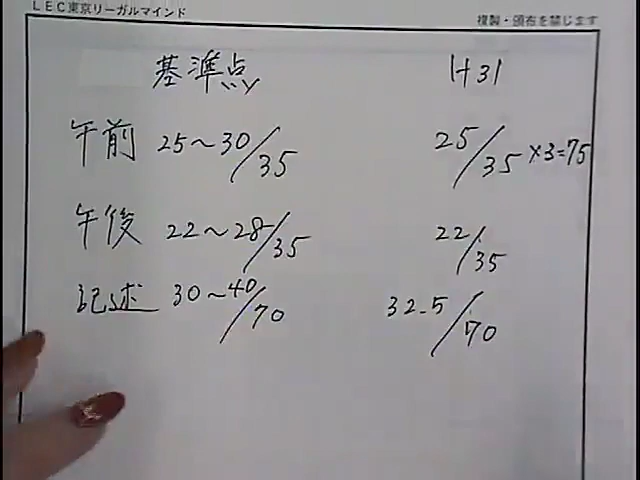 LEC東京リーガルマインド 複製・頒布を禁じます
基準点 H31
午前 25～30/35 25/35 ×3=75
午後 22～28/35 22/35
記述 30～40/70 32.5/70